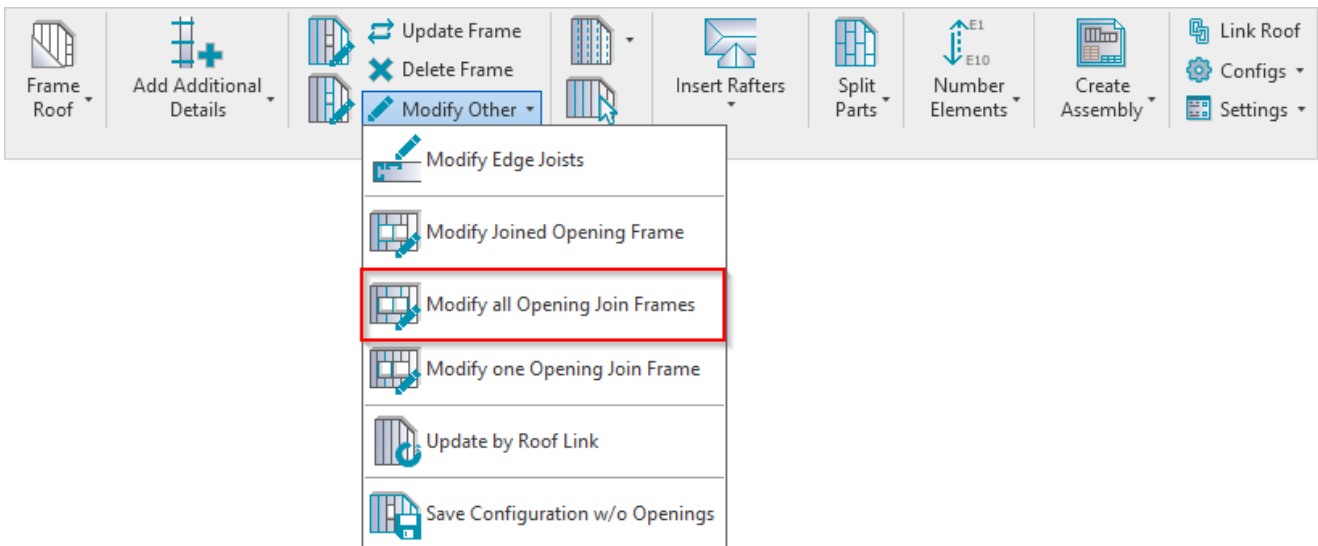 Frame
Roof
Add Additional
Details
Update Frame
Delete Frame
Modify Other
Insert Rafters
Split
Parts
E1
E10
Number
Elements
Create
Assembly
Link Roof
Configs
Settings
Modify Edge Joists
Modify Joined Opening Frame
Modify all Opening Join Frames
Modify one Opening Join Frame
Update by Roof Link
Save Configuration w/o Openings